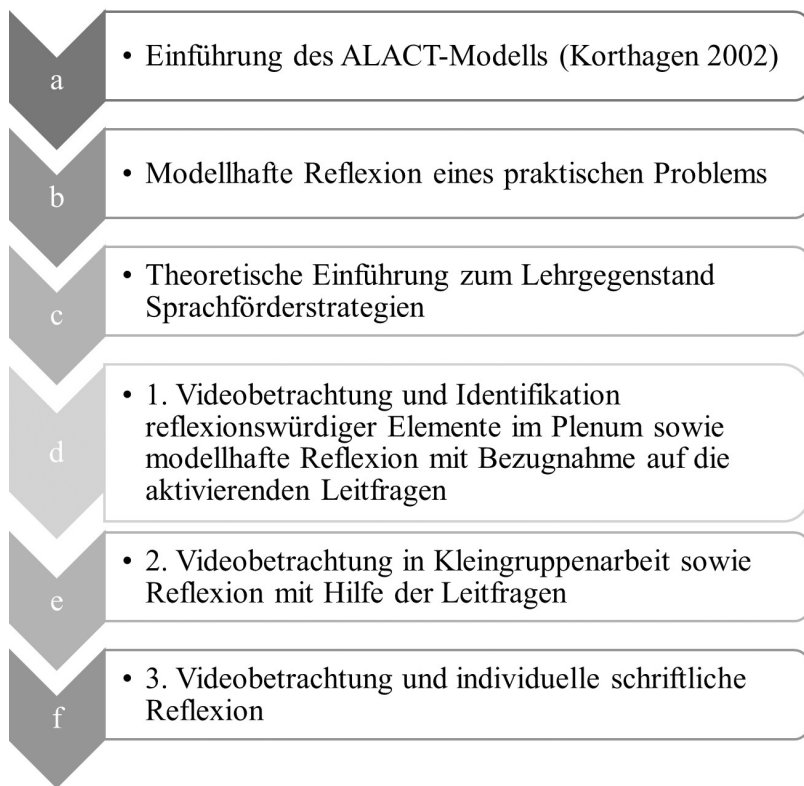 a
• Einführung des ALACT-Modells (Korthagen 2002)
b
• Modellhafte Reflexion eines praktischen Problems
c
• Theoretische Einführung zum Lehrgegenstand
Sprachförderstrategien
d
• 1. Videobetrachtung und Identifikation
reflexionswürdiger Elemente im Plenum sowie
modellhafte Reflexion mit Bezugnahme auf die
aktivierenden Leitfragen
e
• 2. Videobetrachtung in Kleingruppenarbeit sowie
Reflexion mit Hilfe der Leitfragen
f
• 3. Videobetrachtung und individuelle schriftliche
Reflexion